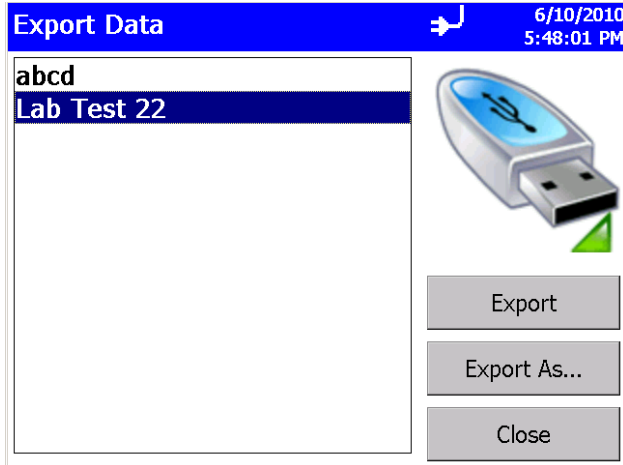 Export Data
6/10/2010
5:48:01 PM
abcd
Lab Test 22
Export
Export As...
Close